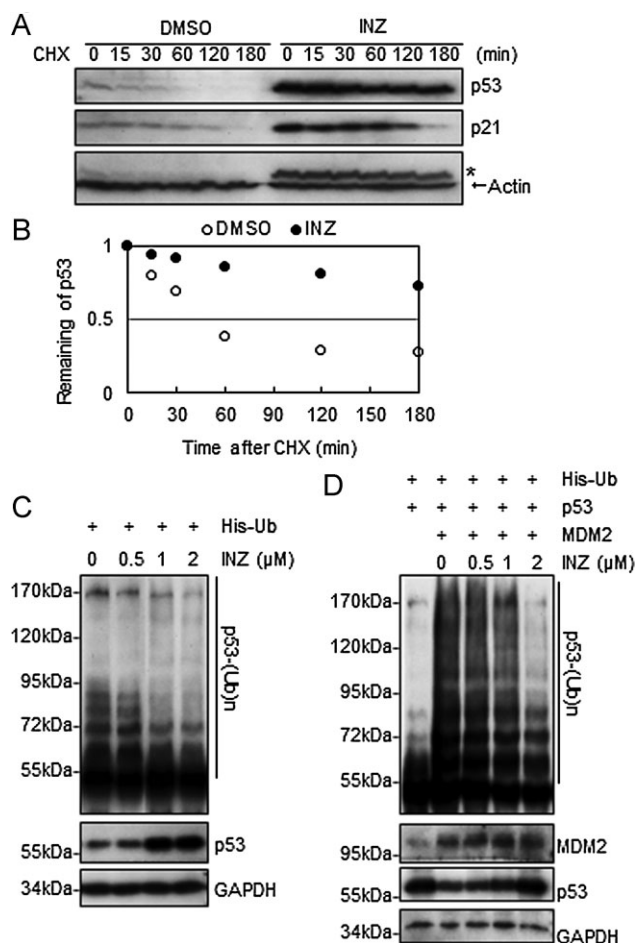 A
DMSO INZ
CHX 0 15 30 60 120 180 0 15 30 60 120 180 (min)
p53
p21
*
←Actin
B
○DMSO ●INZ
Remaining of p53
1
0.5
0
0 30 60 90 120 150 180
Time after CHX (min)
C
+ + + + His-Ub
0 0.5 1 2 INZ (µM)
170kDa-
120kDa-
95kDa-
72kDa-
55kDa-
p53-(Ub)n
55kDa- p53
34kDa- GAPDH
D
+ + + + + His-Ub
+ + + + + p53
+ + + + MDM2
0 0.5 1 2 INZ (µM)
170kDa-
120kDa-
95kDa-
72kDa-
55kDa-
p53-(Ub)n
95kDa- MDM2
55kDa- p53
34kDa- GAPDH